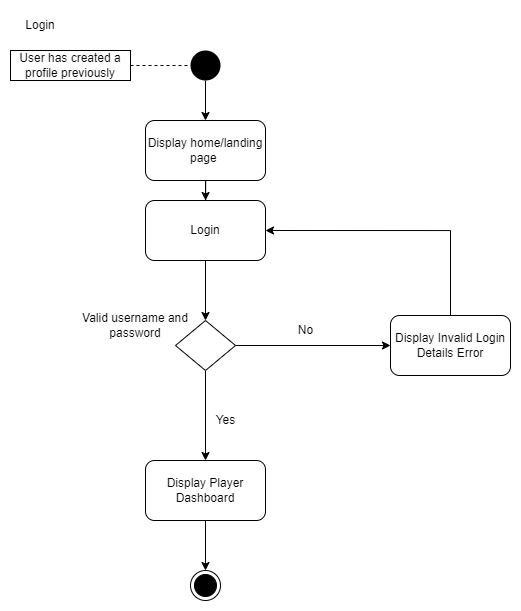 Login
User has created a
profile previously
Display home/landing
page
Login
Valid username and
password
No
Display Invalid Login
Details Error
Yes
Display Player
Dashboard